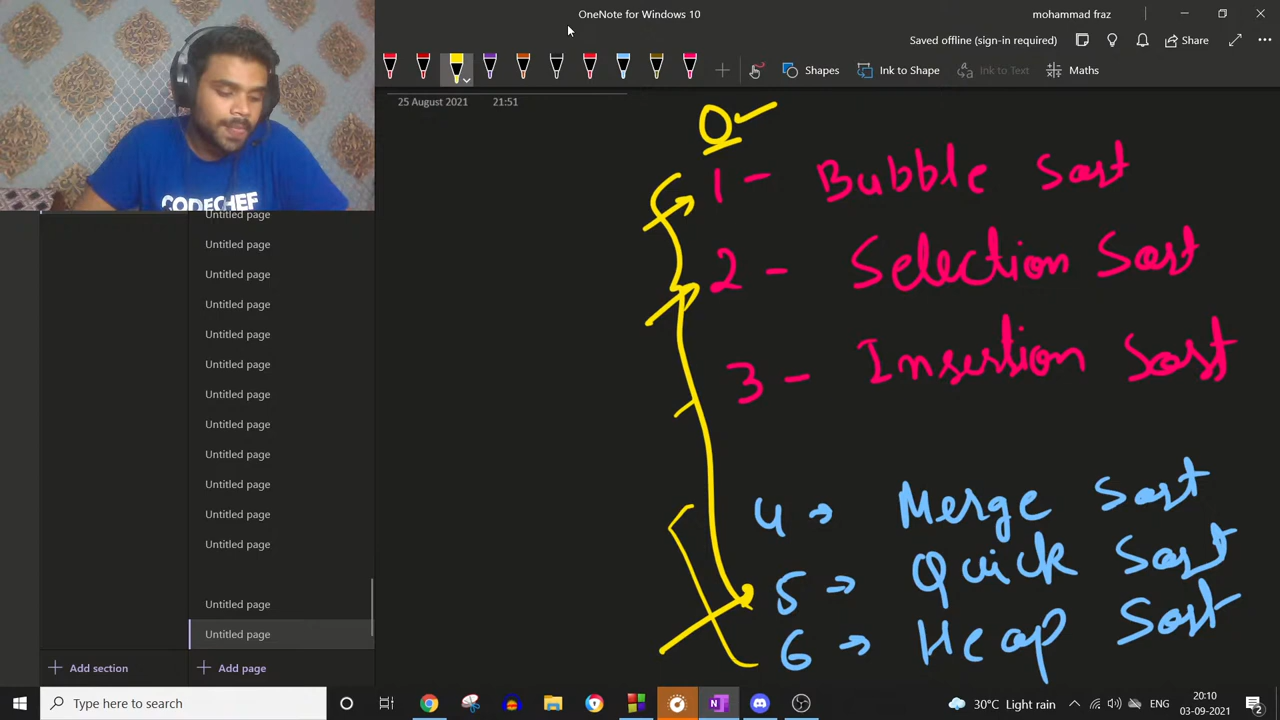 OneNote for Windows 10
mohammad fraz
Saved offline (sign-in required)
Share
Shapes
Ink to Shape
Ink to Text
Maths
25 August 2021 21:51
1 - Bubble Sort
2 - Selection Sort
3 - Insertion Sort
4 → Merge Sort
5 → Quick Sort
6 → Heap Sort
CODECHEF
Untitled page
Untitled page
Untitled page
Untitled page
Untitled page
Untitled page
Untitled page
Untitled page
Untitled page
Untitled page
Untitled page
Untitled page
Untitled page
Untitled page
Add section
Add page
Type here to search
30°C Light rain
ENG
20:10
03-09-2021
2